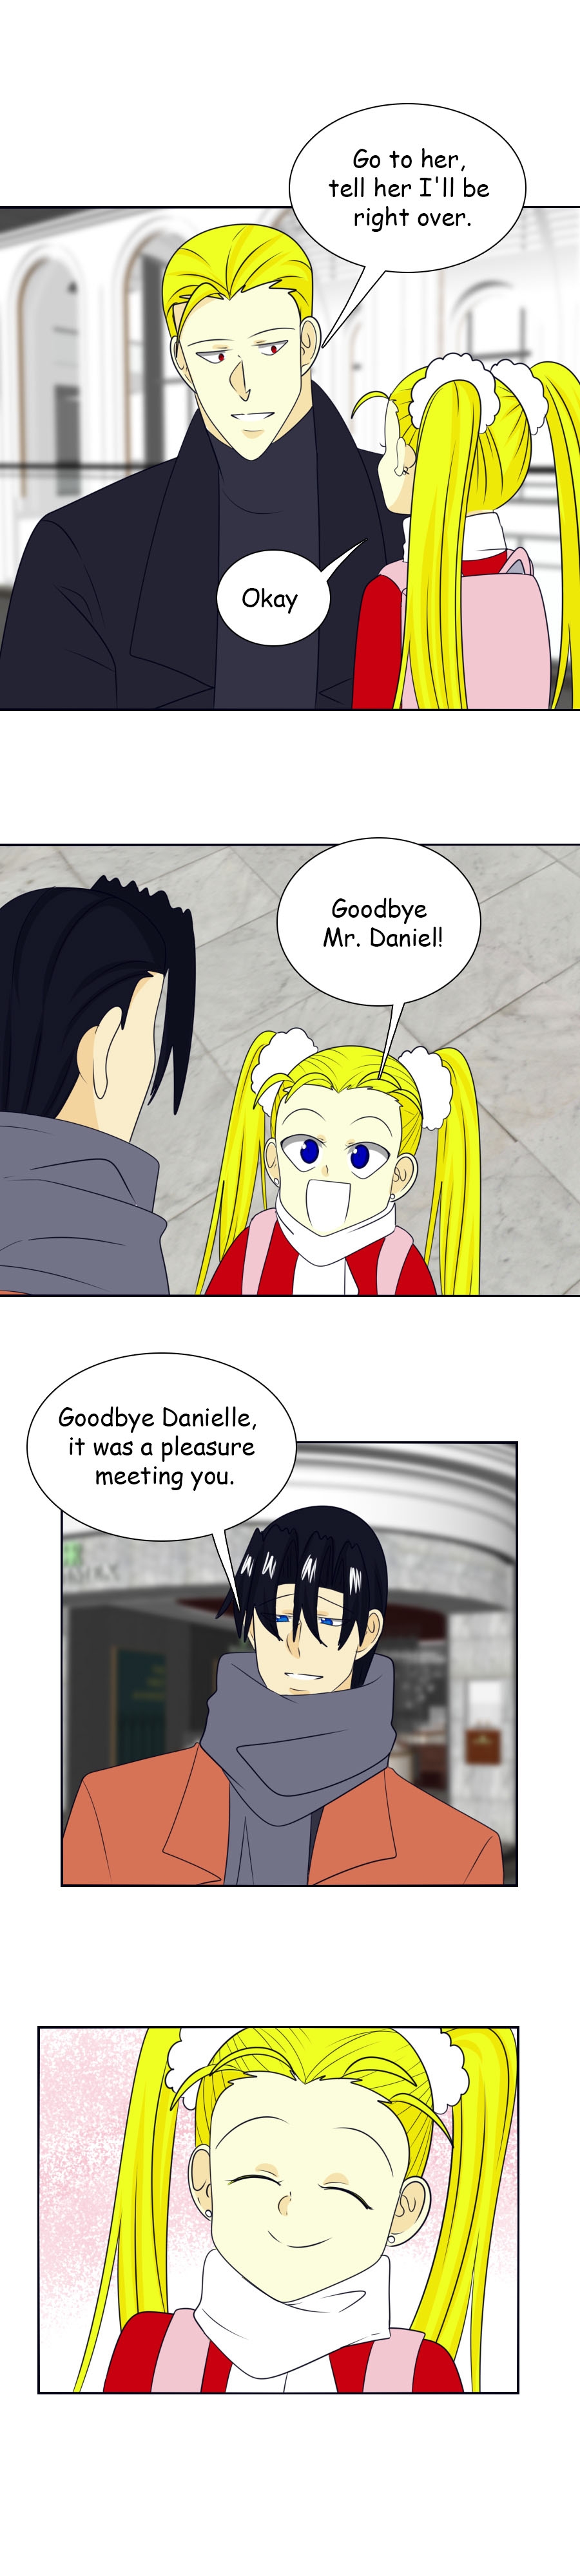 Go to her,
tell her I'll be
right over.
Okay
Goodbye
Mr. Daniel!
Goodbye Danielle,
it was a pleasure
meeting you.